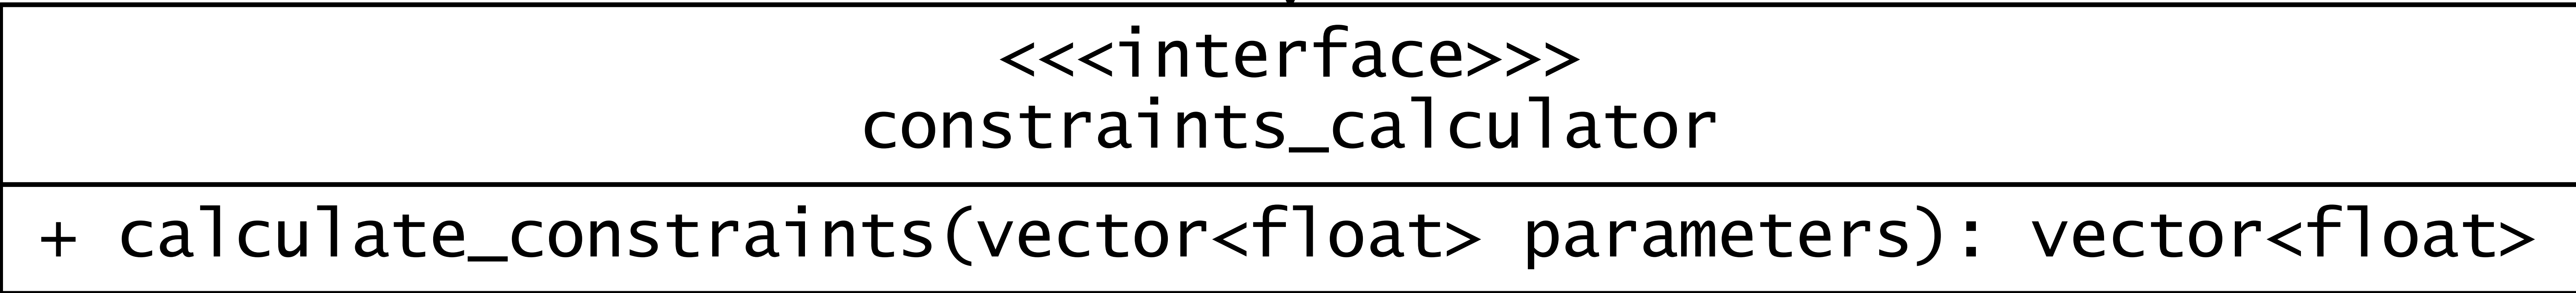 <<<interface>>>
constraints_calculator
+ calculate_constraints(vector<float> parameters): vector<float>